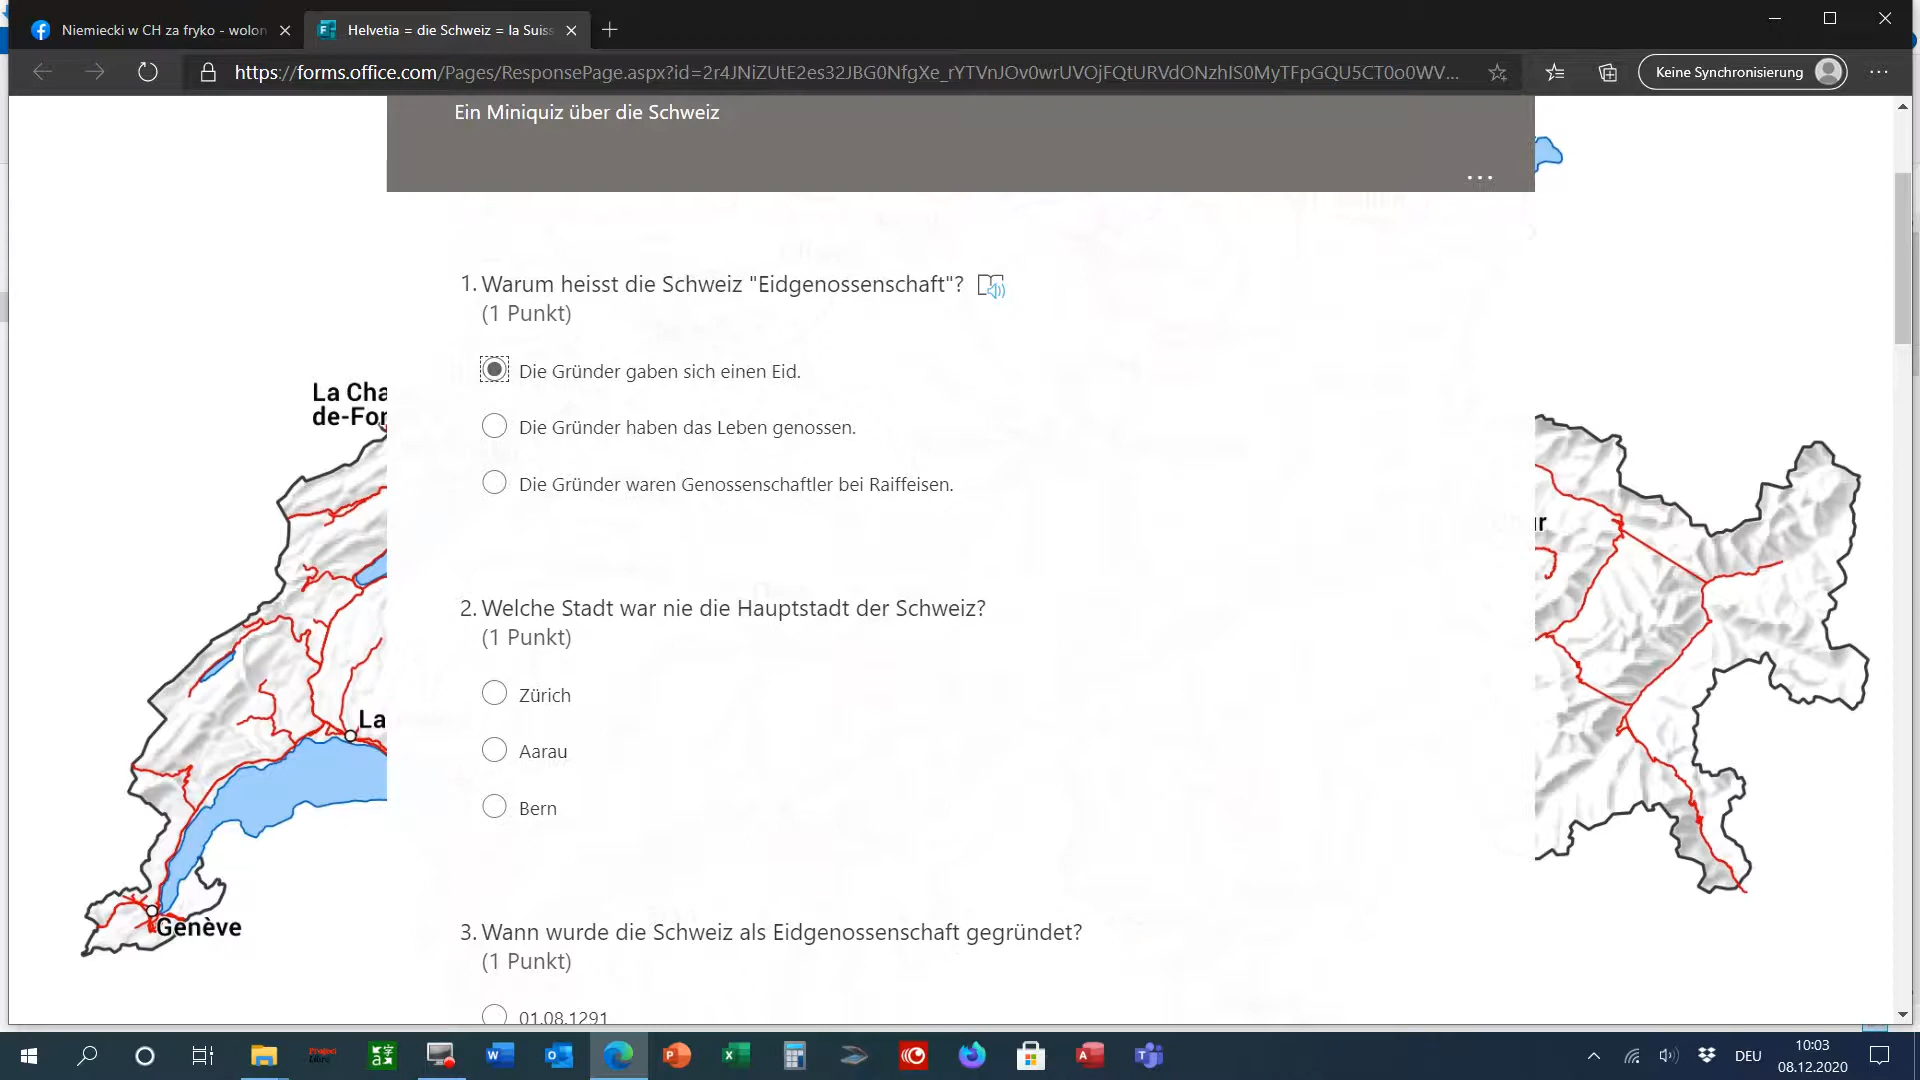 Niemiecki w CH za fryko - wolon
Helvetia = die Schweiz = la Suiss
https://forms.office.com/Pages/ResponsePage.aspx?id=2r4JNiZUtE2es32JBG0NfgXe_rYTVnJOv0wrUVOjFQtURVdONzhIS0MyTFpGQU5CT0o0WV...
Keine Synchronisierung
Ein Miniquiz über die Schweiz
1. Warum heisst die Schweiz "Eidgenossenschaft"?
(1 Punkt)
Die Gründer gaben sich einen Eid.
Die Gründer haben das Leben genossen.
Die Gründer waren Genossenschaftler bei Raiffeisen.
2. Welche Stadt war nie die Hauptstadt der Schweiz?
(1 Punkt)
Zürich
Aarau
Bern
3. Wann wurde die Schweiz als Eidgenossenschaft gegründet?
(1 Punkt)
01.08.1291
La Cha
de-For
La
Genève
ur
DEU
10:03
08.12.2020